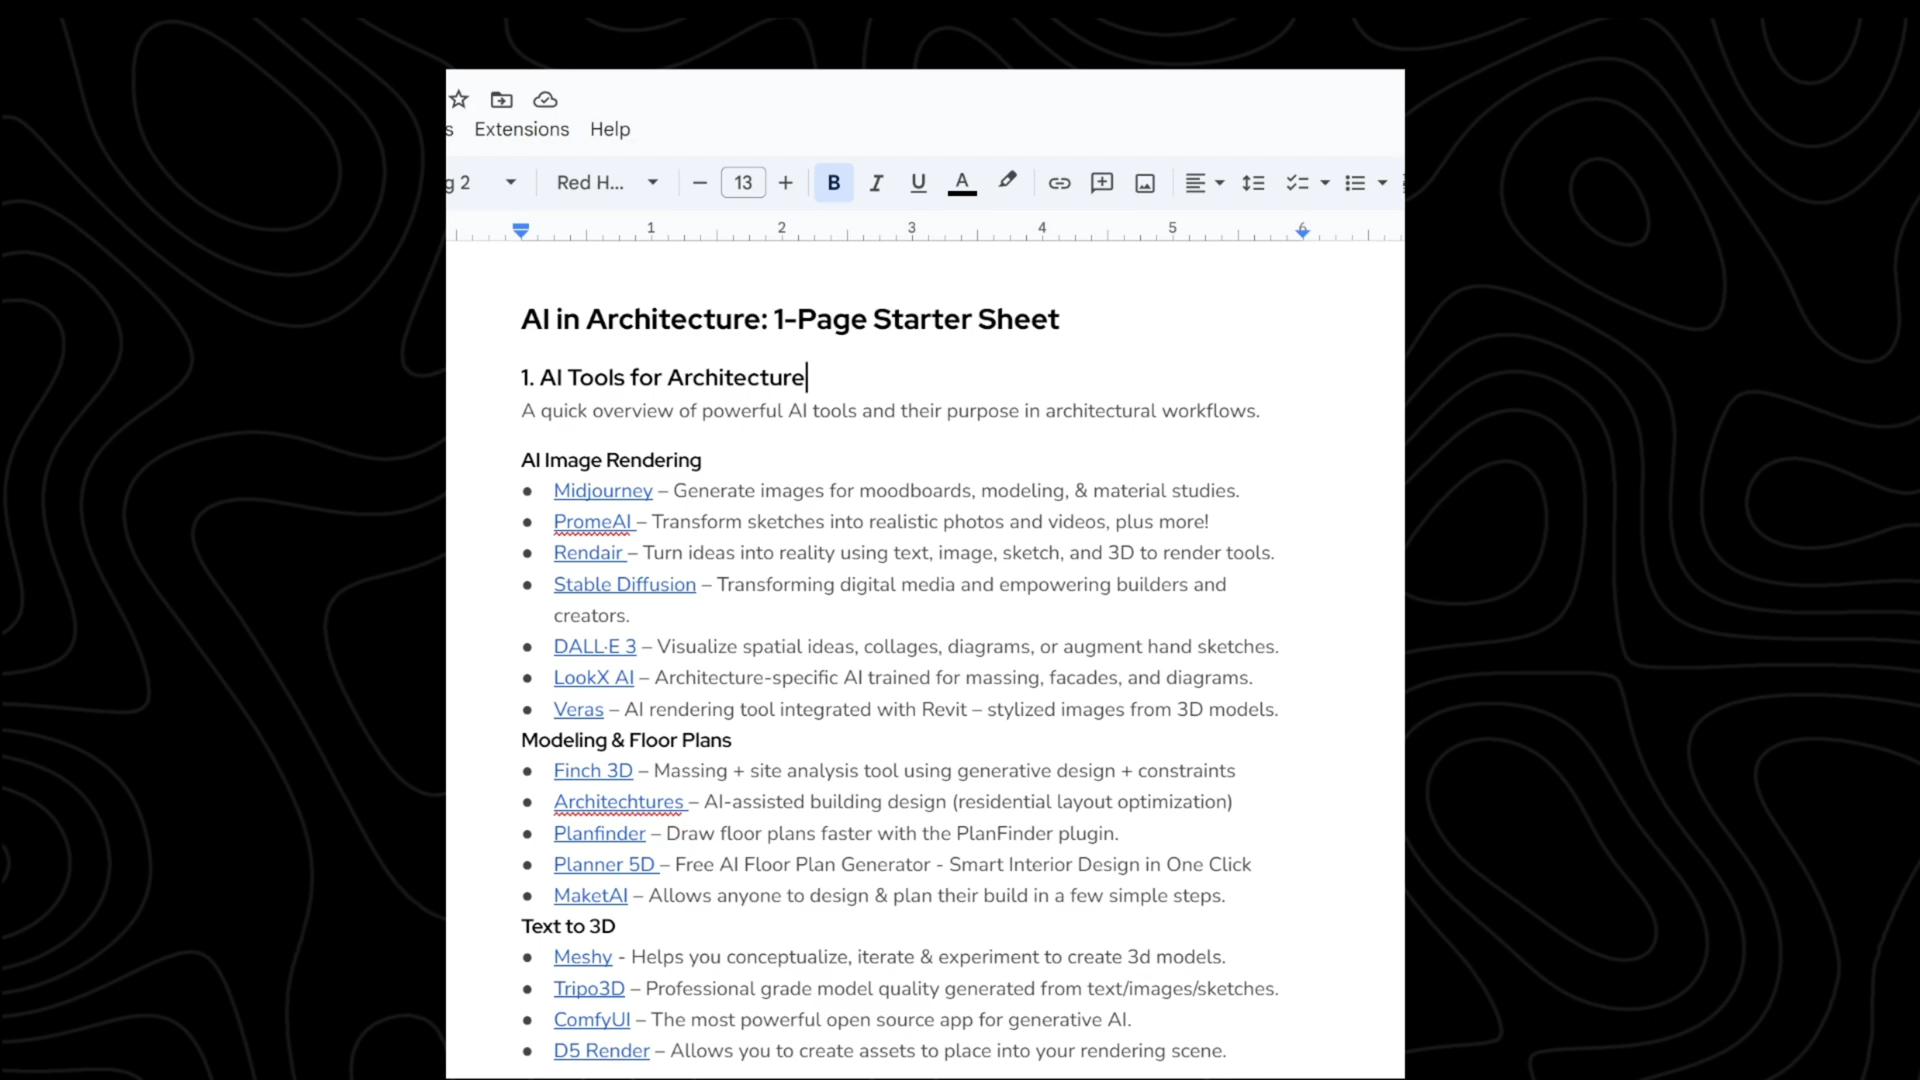 s Extensions Help
g 2 Red H... 13 B I U A
1 2 3 4 5 6
AI in Architecture: 1-Page Starter Sheet
1. AI Tools for Architecture
A quick overview of powerful AI tools and their purpose in architectural workflows.
AI Image Rendering
● Midjourney – Generate images for moodboards, modeling, & material studies.
● PromeAI – Transform sketches into realistic photos and videos, plus more!
● Rendair – Turn ideas into reality using text, image, sketch, and 3D to render tools.
● Stable Diffusion – Transforming digital media and empowering builders and
creators.
● DALL·E 3 – Visualize spatial ideas, collages, diagrams, or augment hand sketches.
● LookX AI – Architecture-specific AI trained for massing, facades, and diagrams.
● Veras – AI rendering tool integrated with Revit – stylized images from 3D models.
Modeling & Floor Plans
● Finch 3D – Massing + site analysis tool using generative design + constraints
● Architechtures – AI-assisted building design (residential layout optimization)
● Planfinder – Draw floor plans faster with the PlanFinder plugin.
● Planner 5D – Free AI Floor Plan Generator - Smart Interior Design in One Click
● MaketAI – Allows anyone to design & plan their build in a few simple steps.
Text to 3D
● Meshy - Helps you conceptualize, iterate & experiment to create 3d models.
● Tripo3D – Professional grade model quality generated from text/images/sketches.
● ComfyUI – The most powerful open source app for generative AI.
● D5 Render – Allows you to create assets to place into your rendering scene.